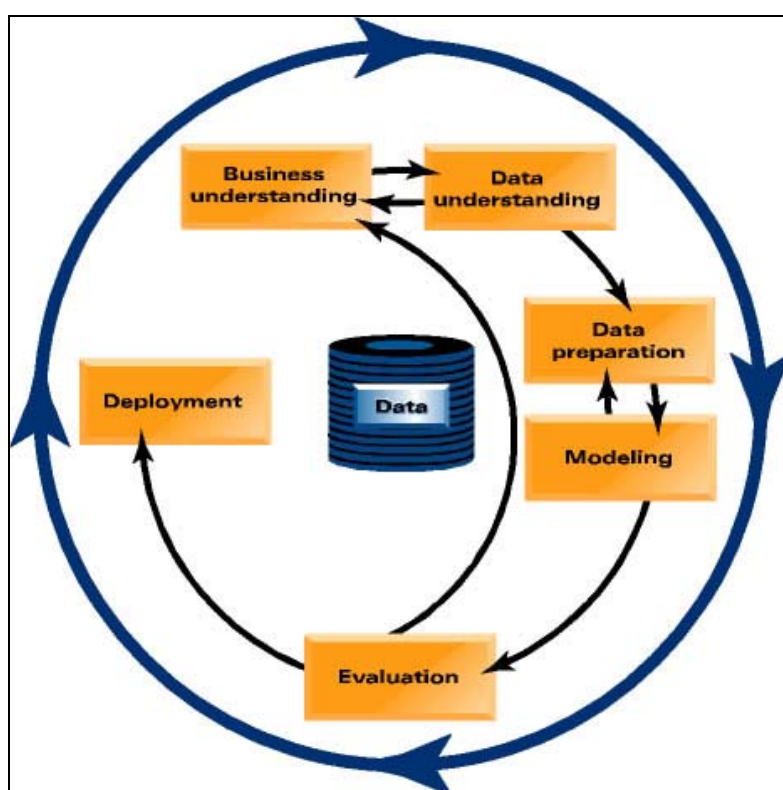 Business
understanding
Data
understanding
Data
preparation
Modeling
Evaluation
Deployment
Data